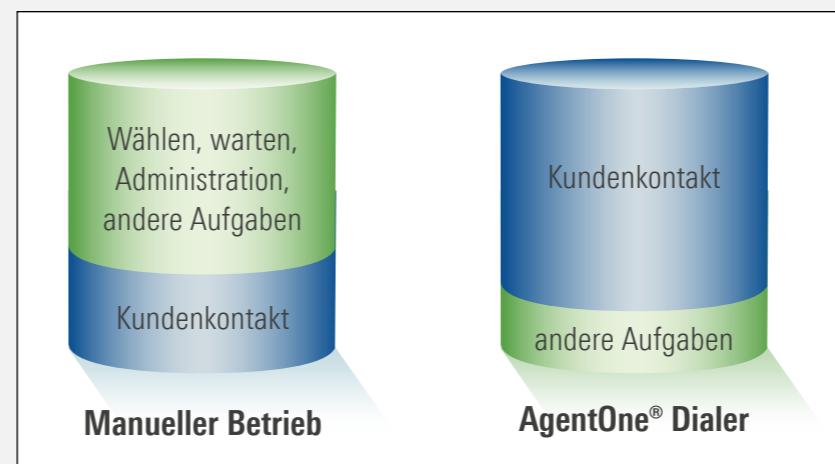 Wählen, warten,
Administration,
andere Aufgaben
Kundenkontakt
Manueller Betrieb
Kundenkontakt
andere Aufgaben
AgentOne® Dialer